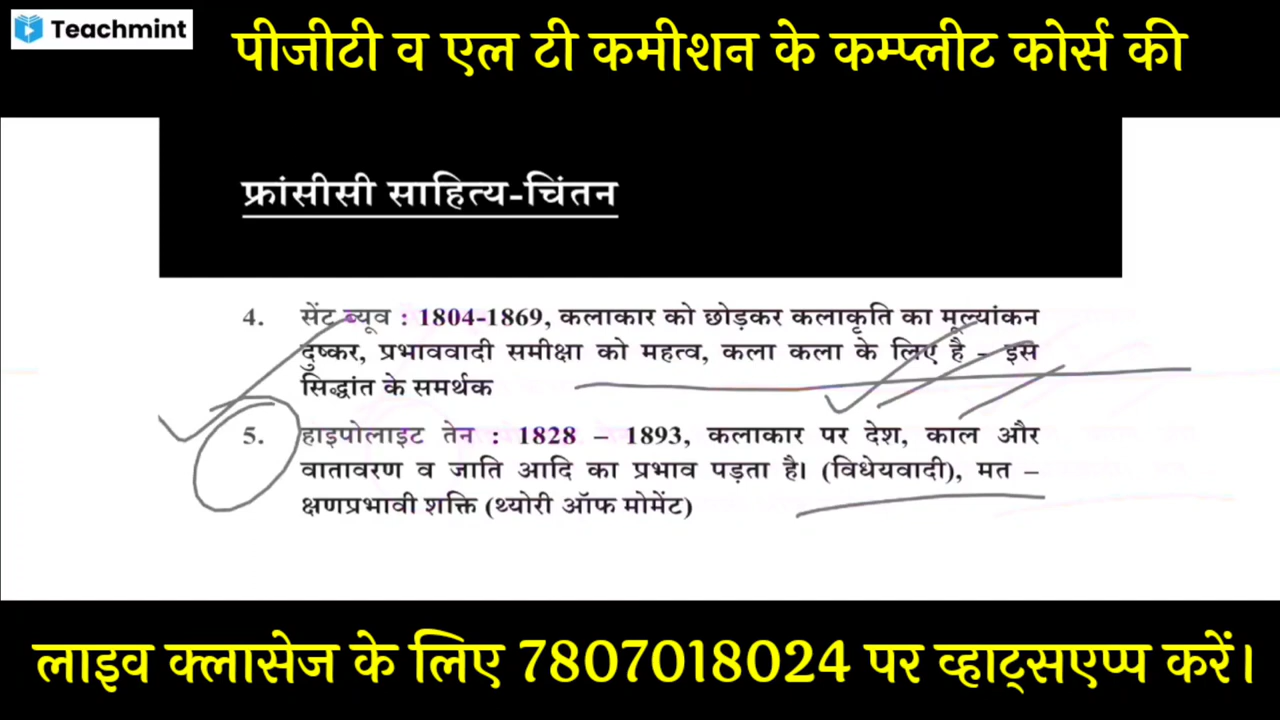 Teachmint
पीजीटी व एल टी कमीशन के कम्प्लीट कोर्स की
फ्रांसीसी साहित्य-चिंतन
4. सेंट ब्यूव : 1804-1869, कलाकार को छोड़कर कलाकृति का मूल्यांकन
दुष्कर, प्रभाववादी समीक्षा को महत्व, कला कला के लिए है – इस
सिद्धांत के समर्थक
5. हाइपोलाइट तेन : 1828 – 1893, कलाकार पर देश, काल और
वातावरण व जाति आदि का प्रभाव पड़ता है। (विधेयवादी), मत –
क्षणप्रभावी शक्ति (थ्योरी ऑफ मोमेंट)
लाइव क्लासेज के लिए 7807018024 पर व्हाट्सएप्प करें।